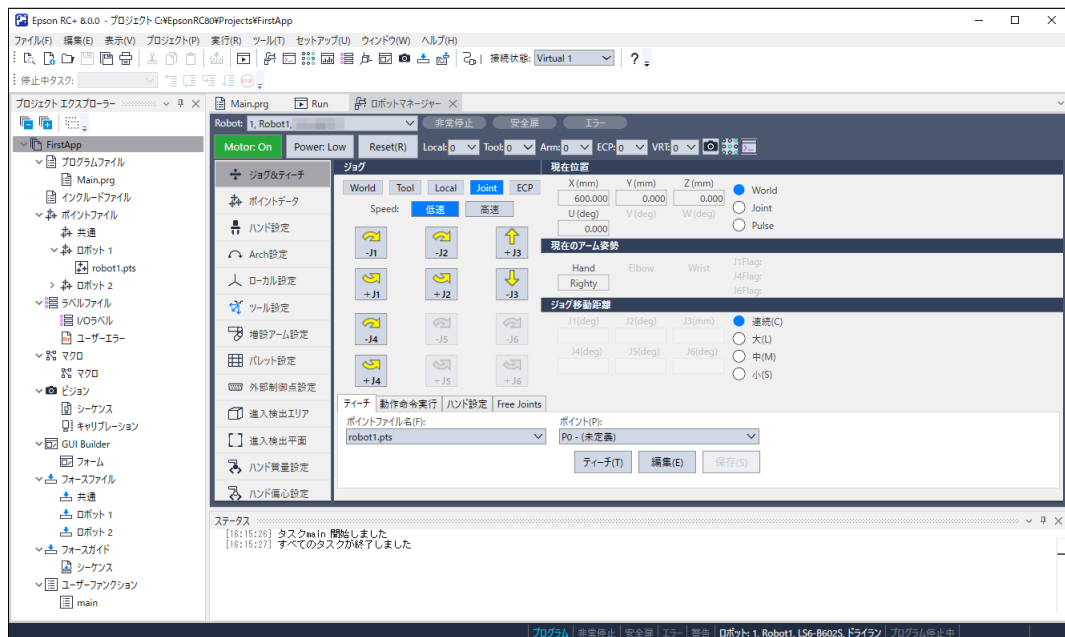 Epson RC+ 8.0.0 - プロジェクト C:¥EpsonRC80¥Projects¥FirstApp
ファイル(F) 編集(E) 表示(V) プロジェクト(P) 実行(R) ツール(T) セットアップ(U) ウィンドウ(W) ヘルプ(H)
接続状態: Virtual 1
停止中タスク:
プロジェクト エクスプローラー
Main.prg Run ロボットマネージャー
Robot: 1, Robot1, 非常停止 安全扉 エラー
Motor: On Power: Low Reset(R) Local: 0 Tool: 0 Arm: 0 ECP: 0 VRT: 0
FirstApp
プログラムファイル
Main.prg
インクルードファイル
ポイントファイル
共通
ロボット 1
robot1.pts
ロボット 2
ラベルファイル
I/Oラベル
ユーザーエラー
マクロ
マクロ
ビジョン
シーケンス
キャリブレーション
GUI Builder
フォーム
フォースファイル
共通
ロボット 1
ロボット 2
フォースガイド
シーケンス
ユーザーファンクション
main
ジョグ&ティーチ
ポイントデータ
ハンド設定
Arch設定
ローカル設定
ツール設定
増設アーム設定
パレット設定
外部制御点設定
進入検出エリア
進入検出平面
ハンド質量設定
ハンド偏心設定
ジョグ
World Tool Local Joint ECP
Speed: 低速 高速
-J1 -J2 +J3
+J1 +J2 -J3
-J4 -J5 -J6
+J4 +J5 +J6
現在位置
X (mm) Y (mm) Z (mm)
600.000 0.000 0.000
U (deg) V (deg) W (deg)
0.000
World
Joint
Pulse
現在のアーム姿勢
Hand Elbow Wrist
Righty
J1Flag:
J4Flag:
J6Flag:
ジョグ移動距離
J1(deg) J2(deg) J3(mm)
J4(deg) J5(deg) J6(deg)
連続(C)
大(L)
中(M)
小(S)
ティーチ 動作命令実行 ハンド設定 Free Joints
ポイントファイル名(F): ポイント(P):
robot1.pts P0 - (未定義)
ティーチ(T) 編集(E) 保存(S)
ステータス
[16:15:26] タスクmain 開始しました
[16:15:27] すべてのタスクが終了しました
プログラム 非常停止 安全扉 エラー 警告 ロボット: 1, Robot1, LS6-B602S, ドライラン プログラム停止中